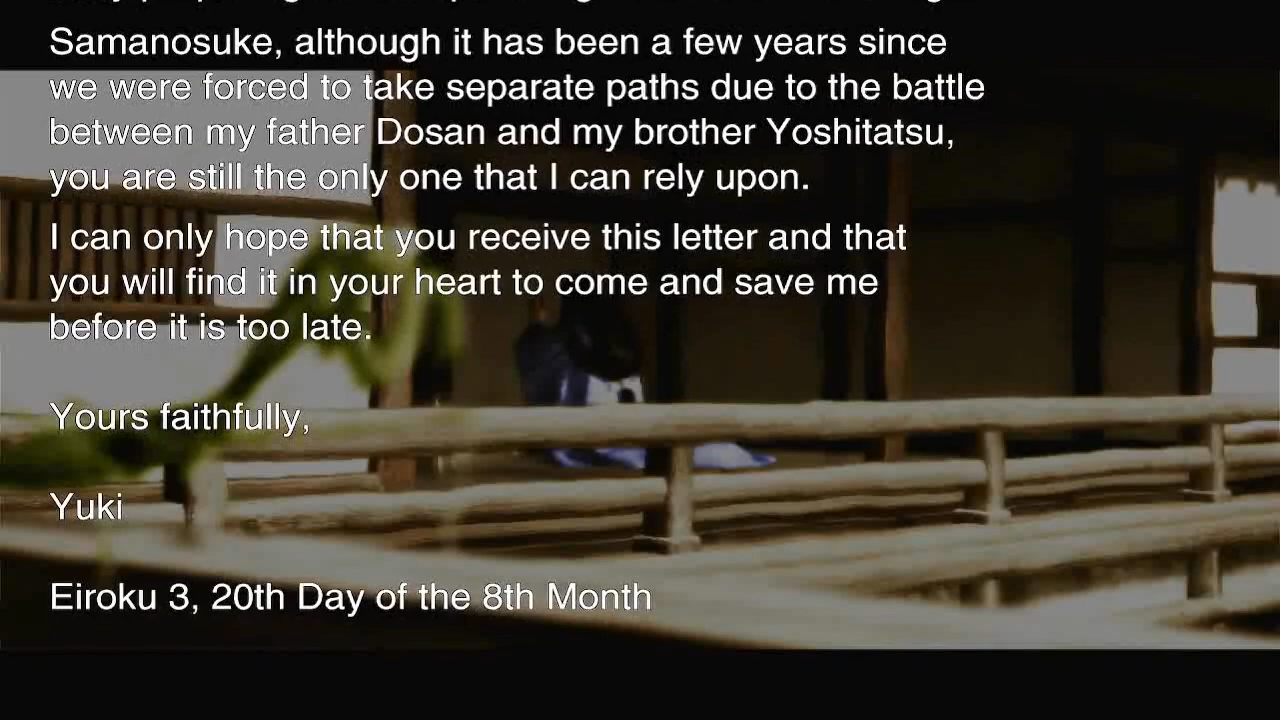 Samanosuke, although it has been a few years since
we were forced to take separate paths due to the battle
between my father Dosan and my brother Yoshitatsu,
you are still the only one that I can rely upon.
I can only hope that you receive this letter and that
you will find it in your heart to come and save me
before it is too late.
Yours faithfully,
Yuki
Eiroku 3, 20th Day of the 8th Month